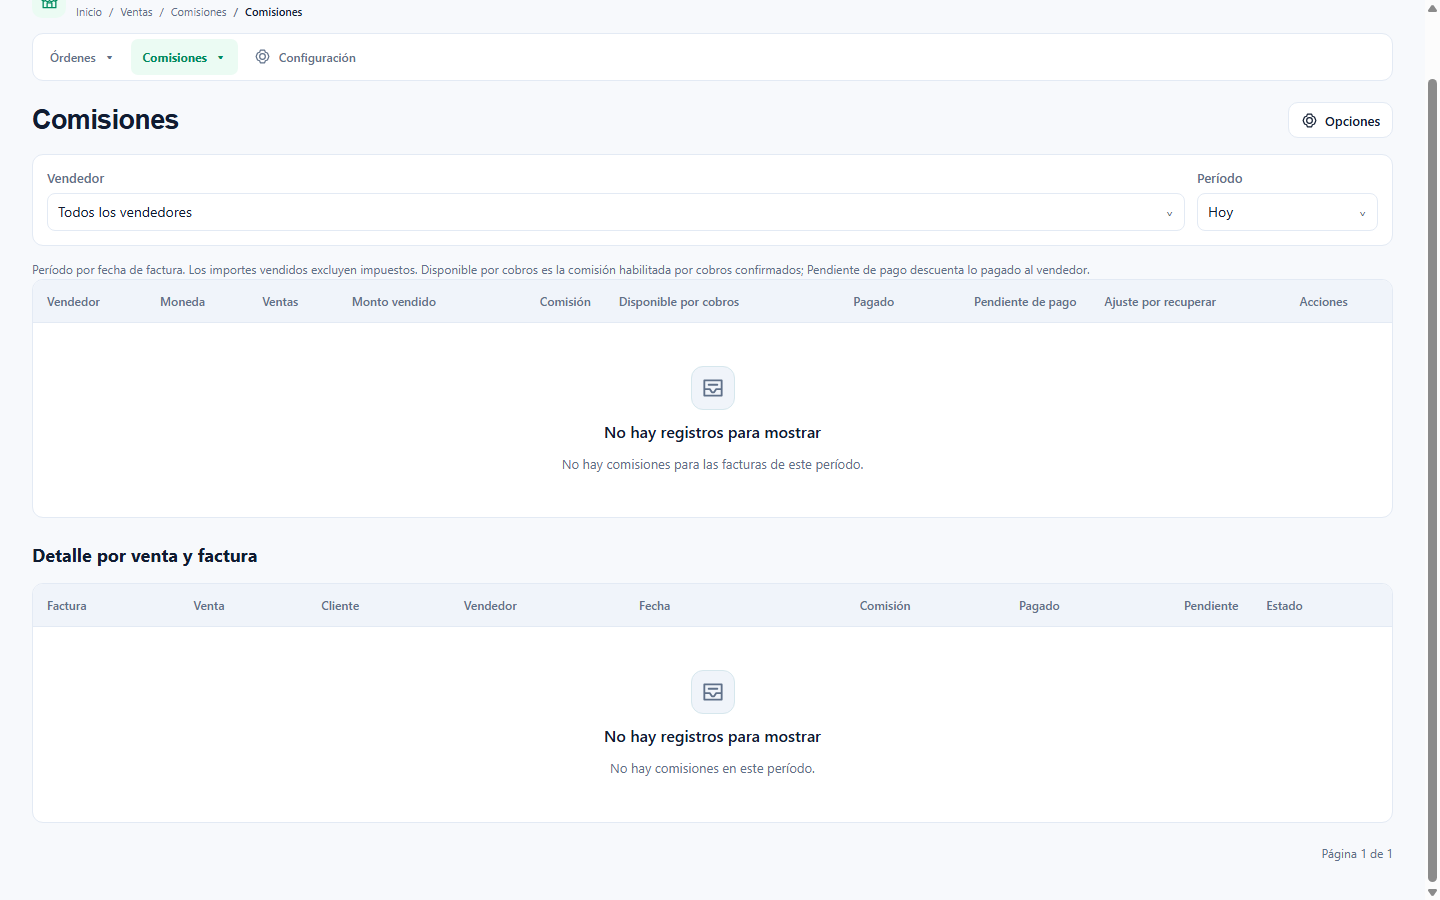 Inicio / Ventas / Comisiones / Comisiones
Órdenes Comisiones Configuración
Comisiones
Opciones
Vendedor Período
Todos los vendedores Hoy
Período por fecha de factura. Los importes vendidos excluyen impuestos. Disponible por cobros es la comisión habilitada por cobros confirmados; Pendiente de pago descuenta lo pagado al vendedor.
Vendedor Moneda Ventas Monto vendido Comisión Disponible por cobros Pagado Pendiente de pago Ajuste por recuperar Acciones
No hay registros para mostrar
No hay comisiones para las facturas de este período.
Detalle por venta y factura
Factura Venta Cliente Vendedor Fecha Comisión Pagado Pendiente Estado
No hay registros para mostrar
No hay comisiones en este período.
Página 1 de 1